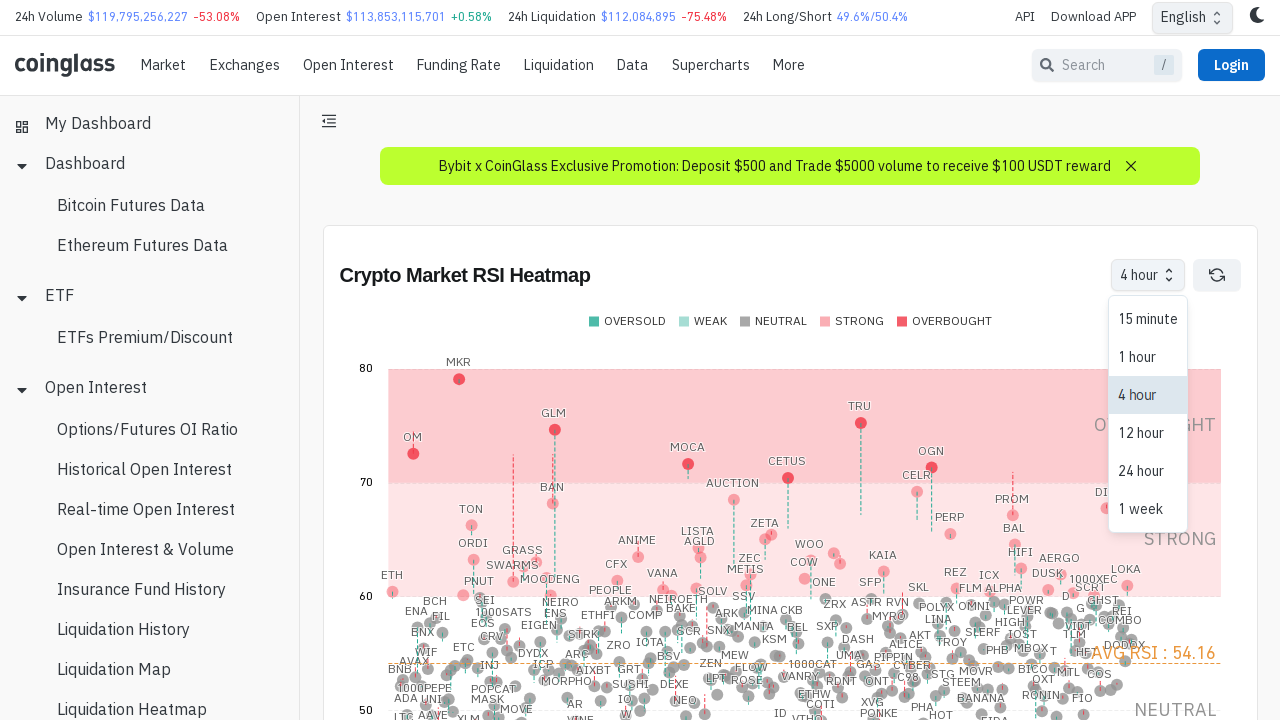 24h Volume $119,795,256,227 -53.08% Open Interest $113,853,115,701 +0.58% 24h Liquidation $112,084,895 -75.48% 24h Long/Short 49.6%/50.4% API Download APP English
coinglass Market Exchanges Open Interest Funding Rate Liquidation Data Supercharts More Search / Login
My Dashboard
Dashboard
Bitcoin Futures Data
Ethereum Futures Data
ETF
ETFs Premium/Discount
Open Interest
Options/Futures OI Ratio
Historical Open Interest
Real-time Open Interest
Open Interest & Volume
Insurance Fund History
Liquidation History
Liquidation Map
Liquidation Heatmap
Bybit x CoinGlass Exclusive Promotion: Deposit $500 and Trade $5000 volume to receive $100 USDT reward
Crypto Market RSI Heatmap
4 hour
15 minute
1 hour
4 hour
12 hour
24 hour
1 week
OVERSOLD WEAK NEUTRAL STRONG OVERBOUGHT
80
MKR
TRU
GLM
OM
MOCA
OGN
CETUS
CELR
70
AUCTION
BAN
PROM
TON
PERP
ZETA
BAL
LISTA
ORDI
ANIME
AGLD
WOO
GRASS
HIFI
KAIA
ZEC
AERGO
SWARMS
CFX
COW
METIS
LOKA
ETH
VANA
REZ
ICX
DUSK
PNUT
MOODENG
1000XEC
ONE
SFP
SKL
FLM
ALPHA
PEOPLE
SOLV
SSV
60
BCH
SEI
NEIRO
ARKM
NEIROETH
ZRX
ASTR
RVN
POLYX
OMNI
POWR
GHST
ENA
FIL
1000SATS
ENS
ETHFI
COMP
BAKE
ARK
MINA
CKB
MYRO
LINA
LEVER
REI
EOS
EIGEN
MANTA
BEL
SXP
HIGH
VIDT
COMBO
BNX
CRV
STRK
SCR
SNX
KSM
DASH
AKT
SLERF
IOST
1LM
WIF
ETC
DYDX
ARC
ZRO
IOTA
ALICE
TROY
PHB
MBOX
DODOX
AVAX
BSV
MEW
UMA
PIPPIN
AVG RSI : 54.16
BNB
INJ
ICP
AIXBT
GRT
ZEN
FLOW
1000CAT
GAS
CYBER
MOVR
BICO
MTL
COS
1000PEPE
POPCAT
MORPHO
SUSHI
DEXE
LPT
ROSE
VANRY
RDNT
QNT
C98
STG
STEEM
OXT
ADA
UNI
MASK
AR
IO
NEO
ETHW
COTI
XVG
PHA
BANANA
RONIN
FIO
50
LTC
AAVE
XLM
MOVE
VINE
W
ID
VTHO
PONKE
HOT
STRONG
NEUTRAL